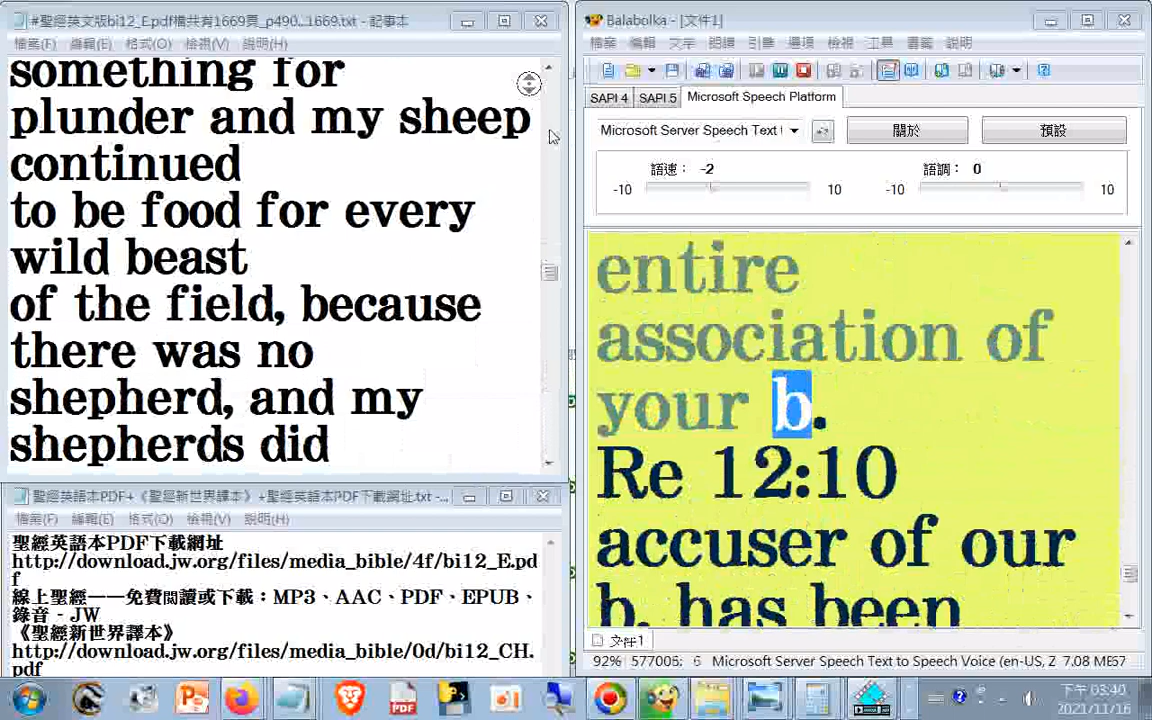 #聖經英文版bi12_E.pdf檔共有1669頁_p490...1669.txt - 記事本
檔案(F) 編輯(E) 格式(O) 檢視(V) 說明(H)
something for
plunder and my sheep
continued
to be food for every
wild beast
of the field, because
there was no
shepherd, and my
shepherds did
聖經英語本PDF+《聖經新世界譯本》+聖經英語本PDF下載網址.txt - ...
檔案(F) 編輯(E) 格式(O) 檢視(V) 說明(H)
聖經英語本PDF下載網址
http://download.jw.org/files/media_bible/4f/bi12_E.pd
f
線上聖經——免費閱讀或下載：MP3、AAC、PDF、EPUB、
錄音 - JW
《聖經新世界譯本》
http://download.jw.org/files/media_bible/0d/bi12_CH.
pdf
Balabolka - [文件1]
檔案 編輯 文字 朗讀 引擎 選項 檢視 工具 書籤 說明
SAPI 4 SAPI 5 Microsoft Speech Platform
Microsoft Server Speech Text 關於 預設
語速： -2 語調： 0
-10 10 -10 10
entire
association of
your b.
Re 12:10
accuser of our
b. has been
文件1
92% 577005: 6 Microsoft Server Speech Text to Speech Voice (en-US, Z 7.08 ME57
下午 03:40
2021/11/16